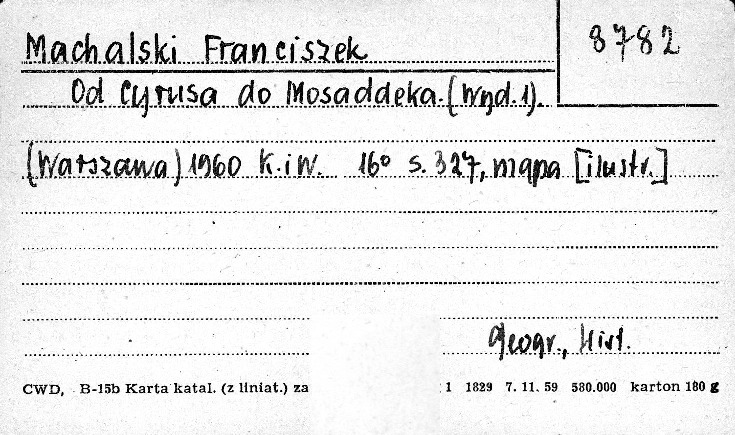 8782
Machalski Franciszek
Od Cyrusa do Mosaddeka. (Wyd. 1).
(Warszawa) 1960 K. i W. 16° s. 327, mapa [ilustr.]
Geogr., Hist.
CWD, B-15b Karta katal. (z liniat.) za 1 1829 7. 11. 59 580.000 karton 180 g